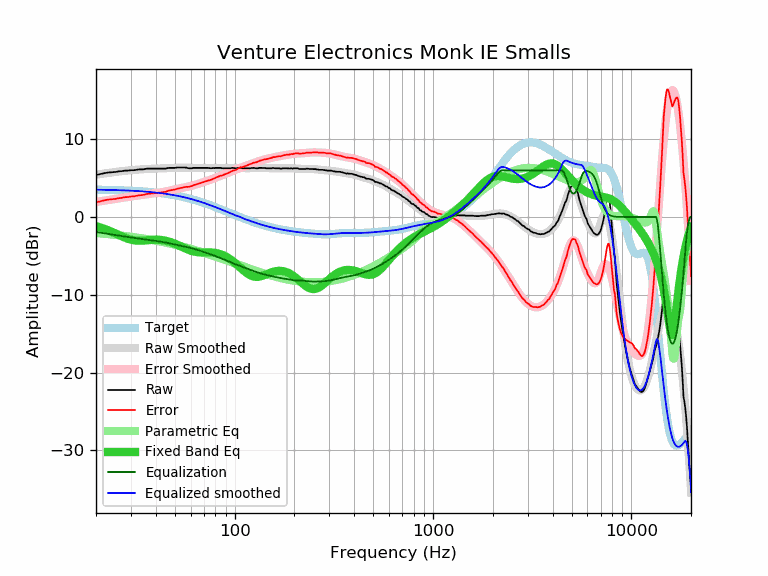 Venture Electronics Monk IE Smalls
10
0
−10
−20
−30
Amplitude (dBr)
Target
Raw Smoothed
Error Smoothed
Raw
Error
Parametric Eq
Fixed Band Eq
Equalization
Equalized smoothed
100
1000
10000
Frequency (Hz)